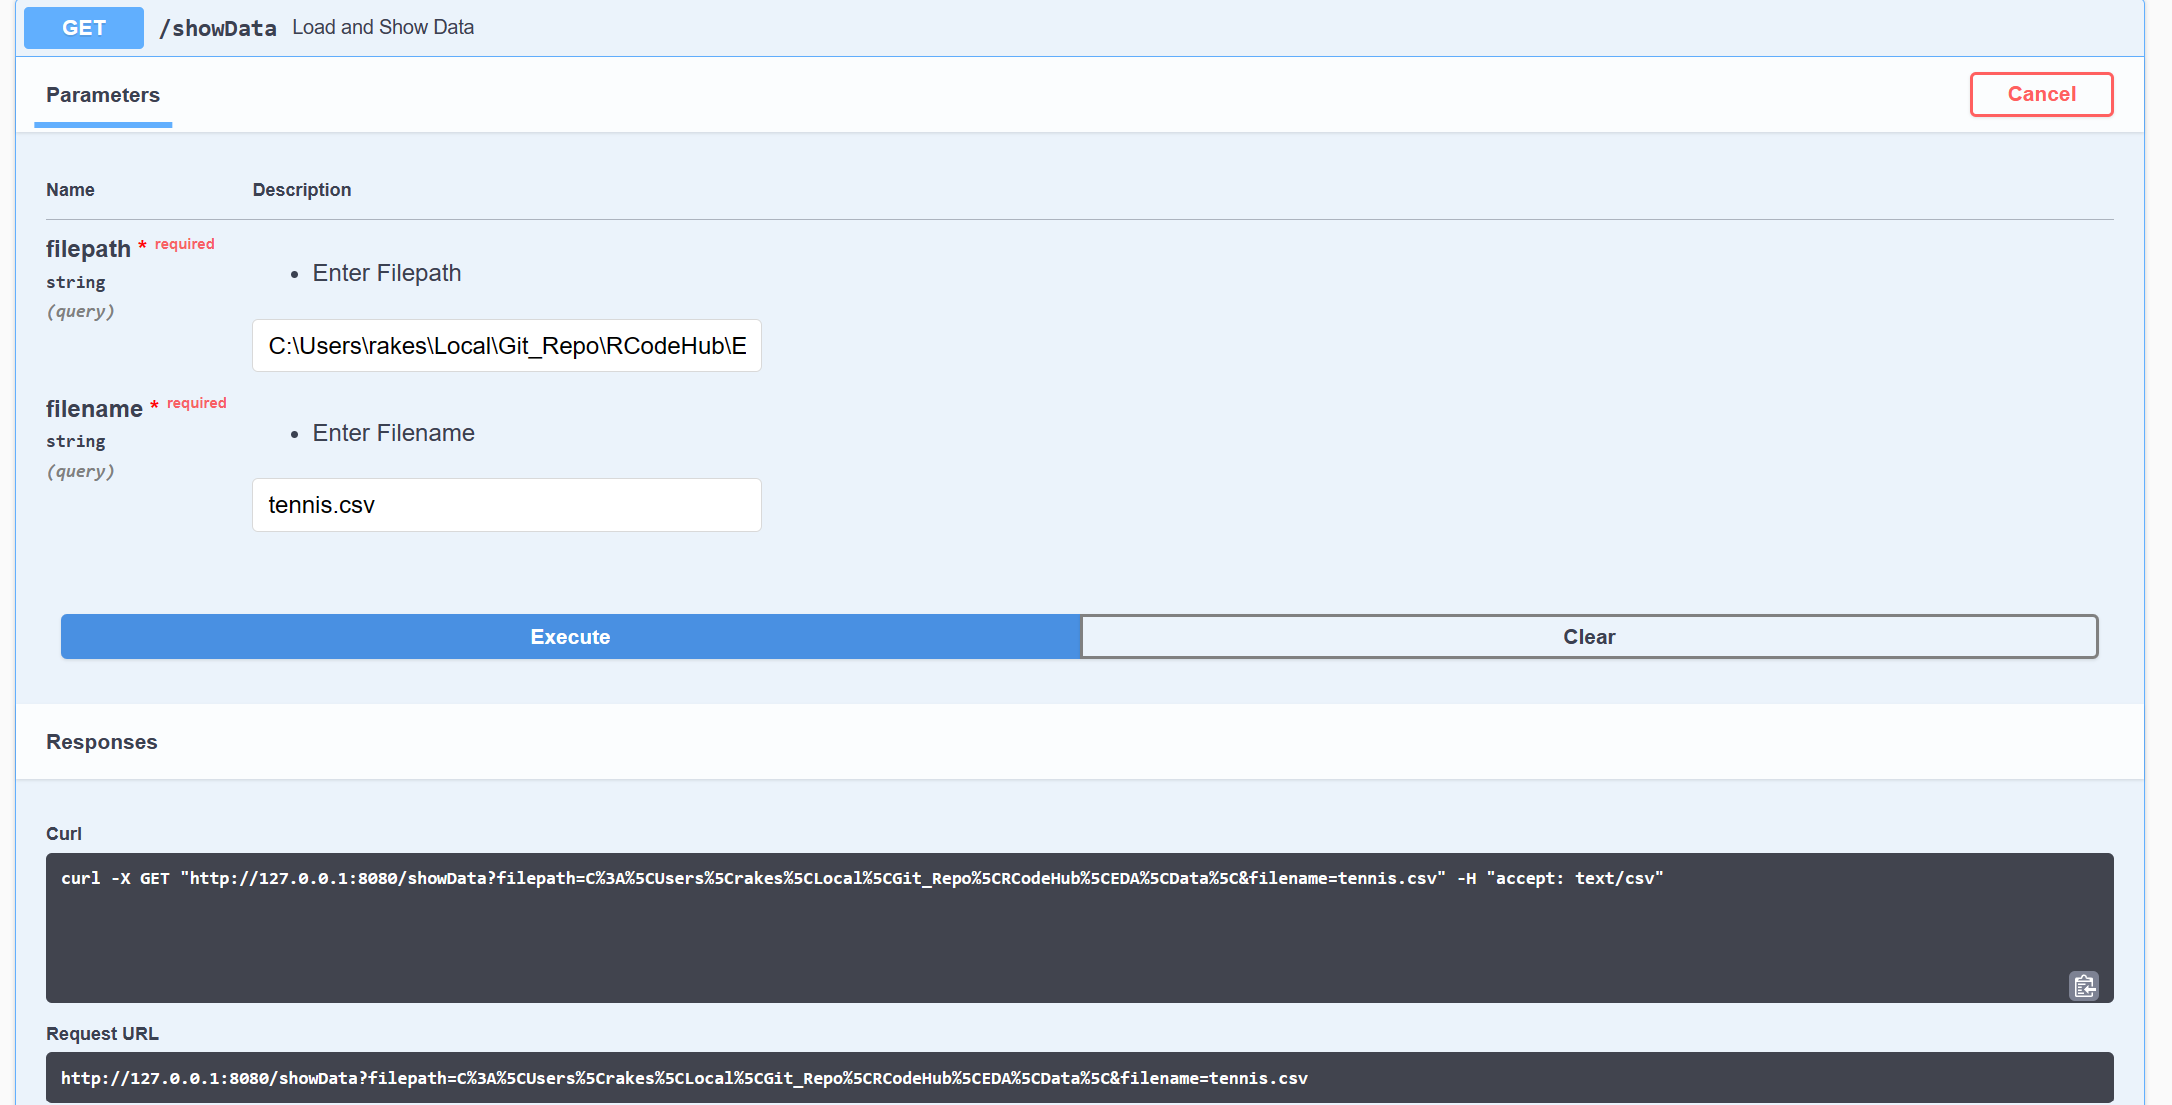 GET /showData Load and Show Data
Parameters
Cancel
Name Description
filepath * required
string
(query)
• Enter Filepath
C:\Users\rakes\Local\Git_Repo\RCodeHub\E
filename * required
string
(query)
• Enter Filename
tennis.csv
Execute
Clear
Responses
Curl
curl -X GET "http://127.0.0.1:8080/showData?filepath=C%3A%5CUsers%5Crakes%5CLocal%5CGit_Repo%5CRCodeHub%5CEDA%5CData%5C&filename=tennis.csv" -H "accept: text/csv"
Request URL
http://127.0.0.1:8080/showData?filepath=C%3A%5CUsers%5Crakes%5CLocal%5CGit_Repo%5CRCodeHub%5CEDA%5CData%5C&filename=tennis.csv